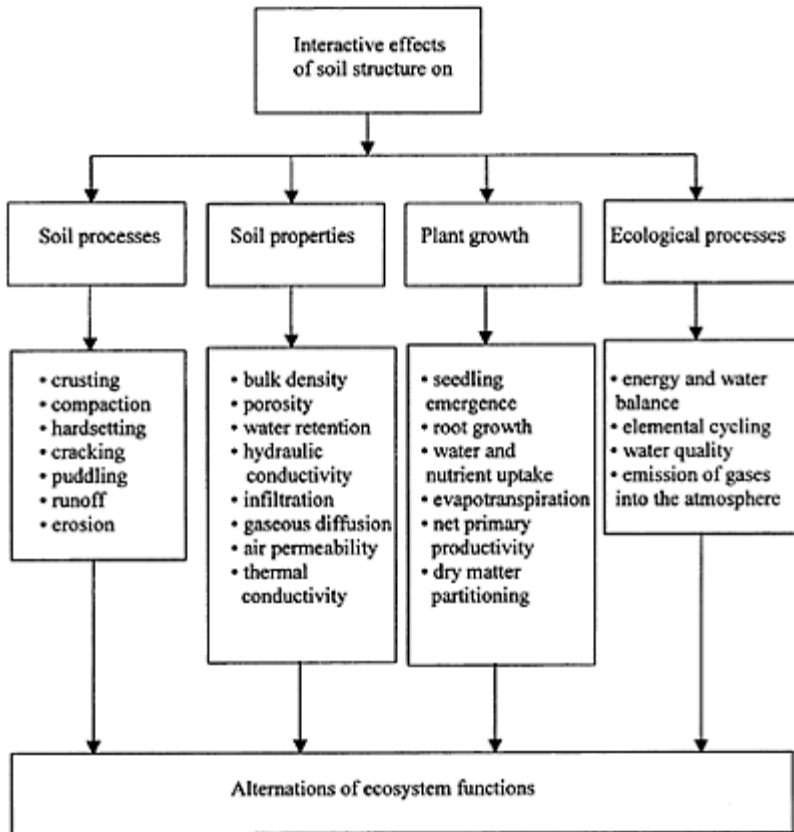 Interactive effects
of soil structure on
Soil processes
Soil properties
Plant growth
Ecological processes
• crusting
• compaction
• hardsetting
• cracking
• puddling
• runoff
• erosion
• bulk density
• porosity
• water retention
• hydraulic
conductivity
• infiltration
• gaseous diffusion
• air permeability
• thermal
conductivity
• seedling
emergence
• root growth
• water and
nutrient uptake
• evapotranspiration
• net primary
productivity
• dry matter
partitioning
• energy and water
balance
• elemental cycling
• water quality
• emission of gases
into the atmosphere
Alternations of ecosystem functions